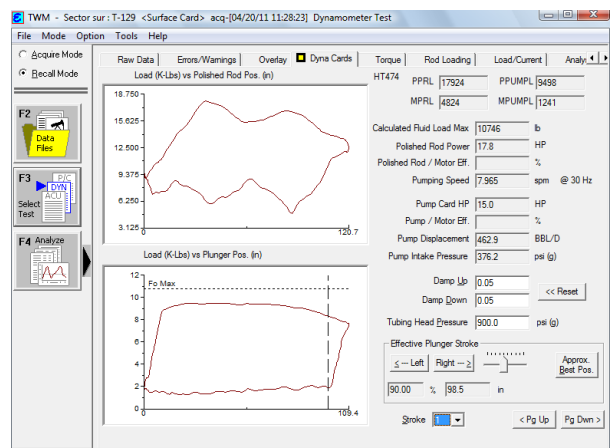 TWM - Sector sur : T-129 <Surface Card> acq-[04/20/11 11:28:23] Dynamometer Test
File Mode Option Tools Help
Acquire Mode
Recall Mode
F2
Data
Files
F3
Select
Test
P/C
DYN
ACU
F4 Analyze
Raw Data Errors/Warnings Overlay Dyna Cards Torque Rod Loading Load/Current
Load (K-Lbs) vs Polished Rod Pos. (in)
18.750
15.625
12.500
9.375
6.250
3.125
0 120.7
Load (K-Lbs) vs Plunger Pos. (in)
12
10
8
6
4
2
0
Fo Max
0 109.4
HT474 PPRL 17924 PPUMPL 9498
MPRL 4824 MPUMPL 1241
Calculated Fluid Load Max 10746 lb
Polished Rod Power 17.8 HP
Polished Rod / Motor Eff. %
Pumping Speed 7.965 spm @ 30 Hz
Pump Card HP 15.0 HP
Pump / Motor Eff. %
Pump Displacement 462.9 BBL/D
Pump Intake Pressure 376.2 psi (g)
Damp Up 0.05
Damp Down 0.05
<< Reset
Tubing Head Pressure 900.0 psi (g)
Effective Plunger Stroke
< -- Left Right -- >
Approx.
Best Pos.
90.00 % 98.5 in
Stroke 1
< Pg Up Pg Dwn >